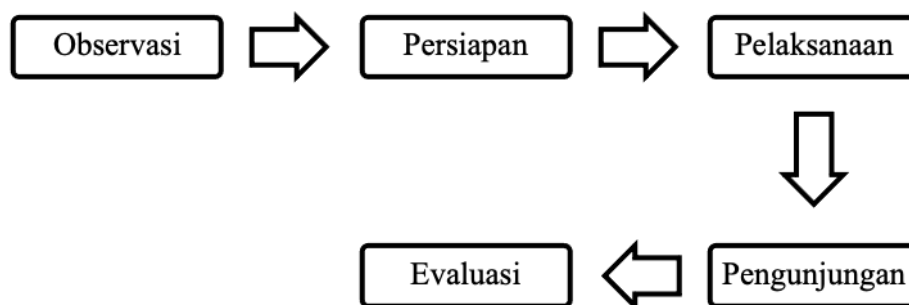 Observasi
Persiapan
Pelaksanaan
Pengunjungan
Evaluasi